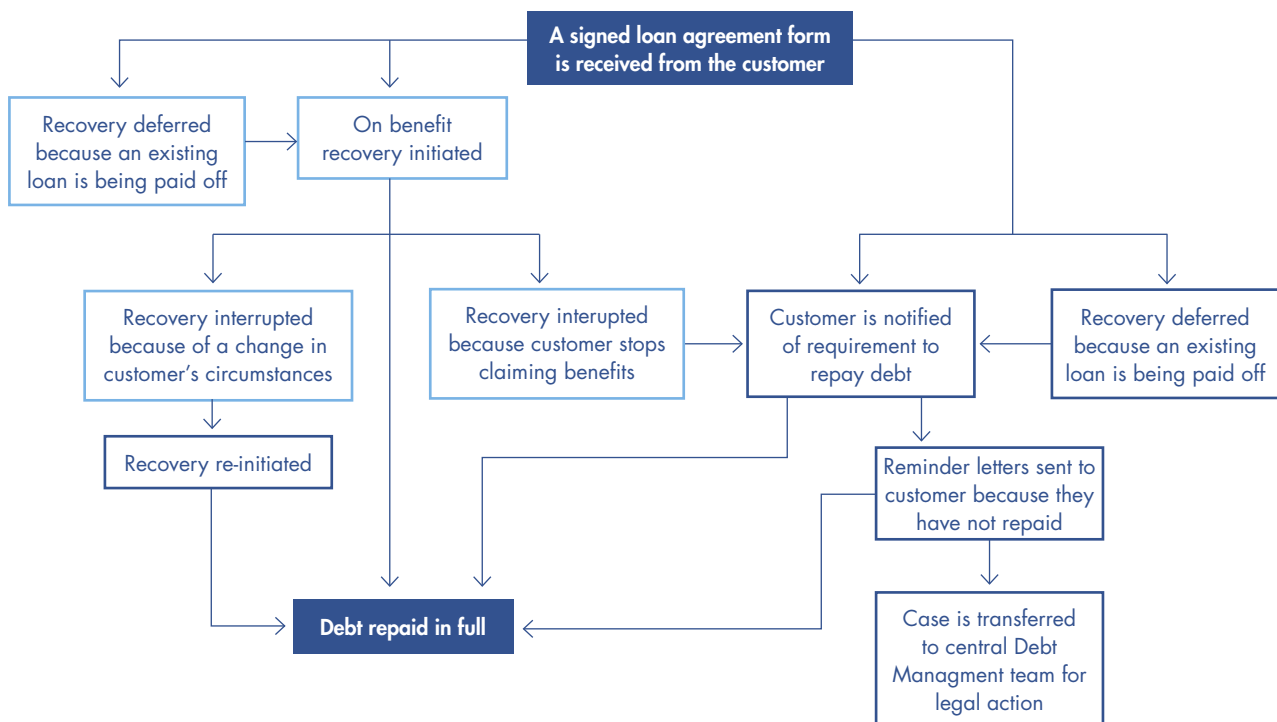 A signed loan agreement form
is received from the customer
Recovery deferred
because an existing
loan is being paid off
On benefit
recovery initiated
Recovery interrupted
because of a change in
customer's circumstances
Recovery interrupted
because customer stops
claiming benefits
Customer is notified
of requirement to
repay debt
Recovery deferred
because an existing
loan is being paid off
Recovery re-initiated
Reminder letters sent to
customer because they
have not repaid
Debt repaid in full
Case is transferred
to central Debt
Managment team for
legal action